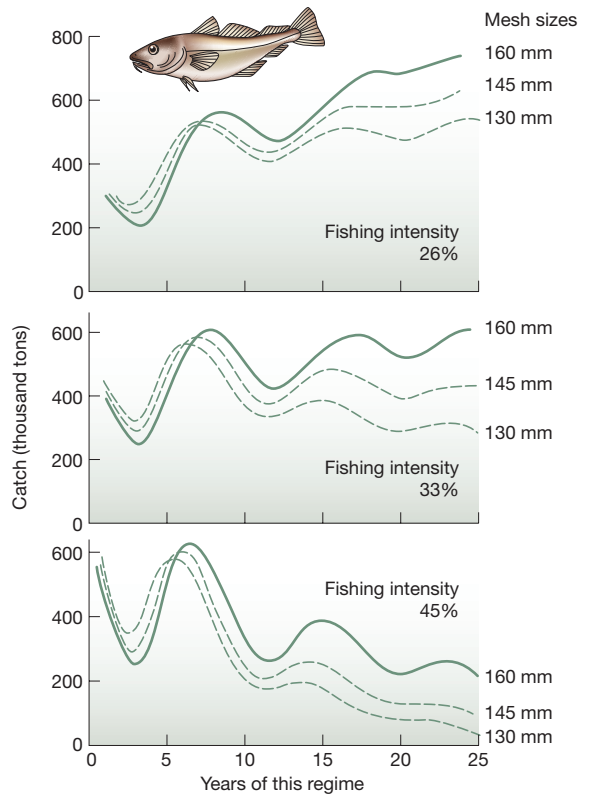 Mesh sizes
800
160 mm
600
145 mm
130 mm
400
200
Fishing intensity
26%
0
Catch (thousand tons)
600
160 mm
400
145 mm
130 mm
200
Fishing intensity
33%
0
600
Fishing intensity
45%
400
200
160 mm
145 mm
130 mm
0
0 5 10 15 20 25
Years of this regime